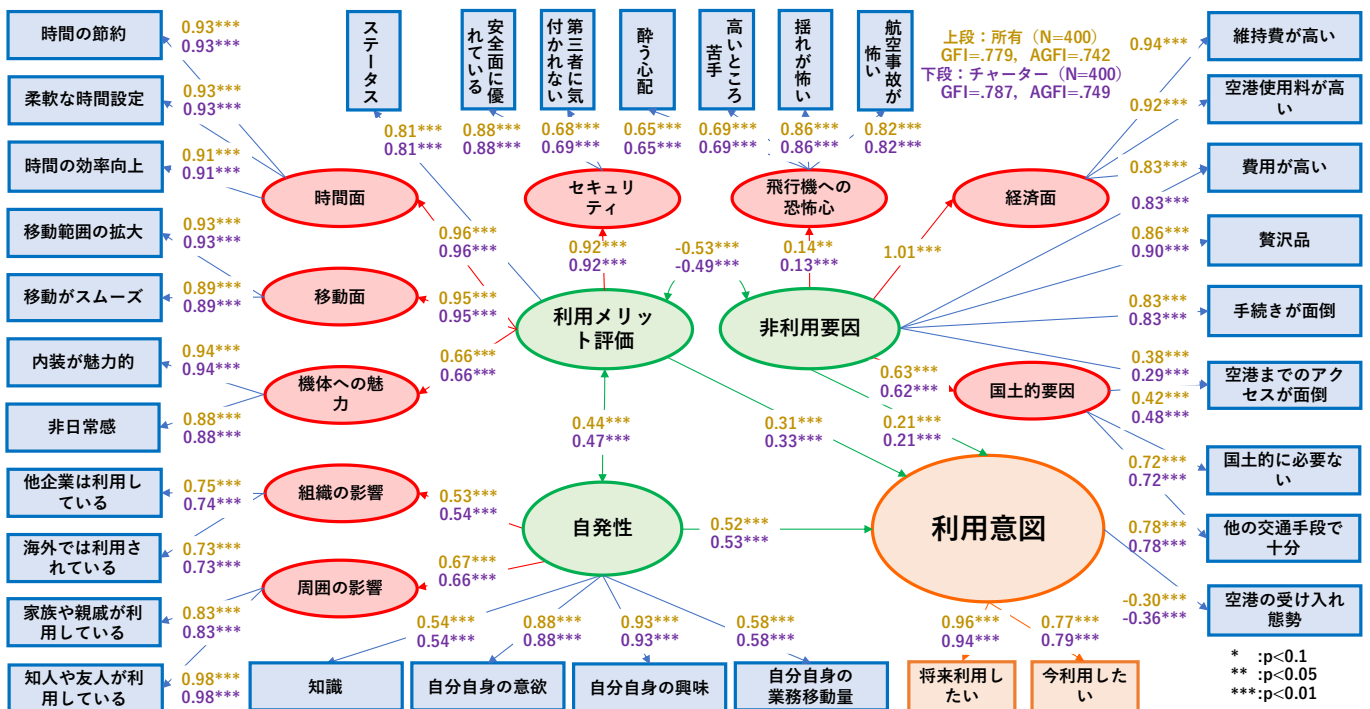 時間の節約
0.93***
0.93***
柔軟な時間設定
0.93***
0.93***
時間の効率向上
0.91***
0.91***
移動範囲の拡大
0.93***
0.93***
移動がスムーズ
0.89***
0.89***
内装が魅力的
0.94***
0.94***
非日常感
0.88***
0.88***
他企業は利用し
ている
0.75***
0.74***
海外では利用さ
れている
0.73***
0.73***
家族や親戚が利
用している
0.83***
0.83***
知人や友人が利
用している
0.98***
0.98***
ステータス
0.81***
0.81***
安全面に優
れている
0.88***
0.88***
第三者に気
付かれない
0.68***
0.69***
酔う心配
0.65***
0.65***
高いところ
苦手
0.69***
0.69***
揺れが怖い
0.86***
0.86***
航空事故が
怖い
0.82***
0.82***
上段：所有（N=400）
GFI=.779，AGFI=.742
下段：チャーター（N=400）
GFI=.787，AGFI=.749
時間面
移動面
機体への魅
力
組織の影響
周囲の影響
セキュリ
ティ
飛行機への
恐怖心
経済面
国土的要因
0.96***
0.96***
0.95***
0.95***
0.66***
0.66***
0.92***
0.92***
-0.53***
-0.49***
0.14**
0.13***
1.01***
利用メリッ
ト評価
非利用要因
0.63***
0.62***
0.44***
0.47***
0.31***
0.33***
0.21***
0.21***
0.53***
0.54***
0.67***
0.66***
自発性
0.52***
0.53***
利用意図
0.54***
0.54***
0.88***
0.88***
0.93***
0.93***
0.58***
0.58***
0.96***
0.94***
0.77***
0.79***
知識
自分自身の意欲
自分自身の興味
自分自身の
業務移動量
将来利用し
たい
今利用した
い
0.94***
維持費が高い
0.92***
空港使用料が高
い
0.83***
0.83***
費用が高い
0.86***
0.90***
贅沢品
0.83***
0.83***
手続きが面倒
0.38***
0.29***
0.42***
0.48***
空港までのアク
セスが面倒
0.72***
0.72***
国土的に必要な
い
0.78***
0.78***
他の交通手段で
十分
-0.30***
-0.36***
空港の受け入れ
態勢
* :p<0.1
** :p<0.05
***:p<0.01